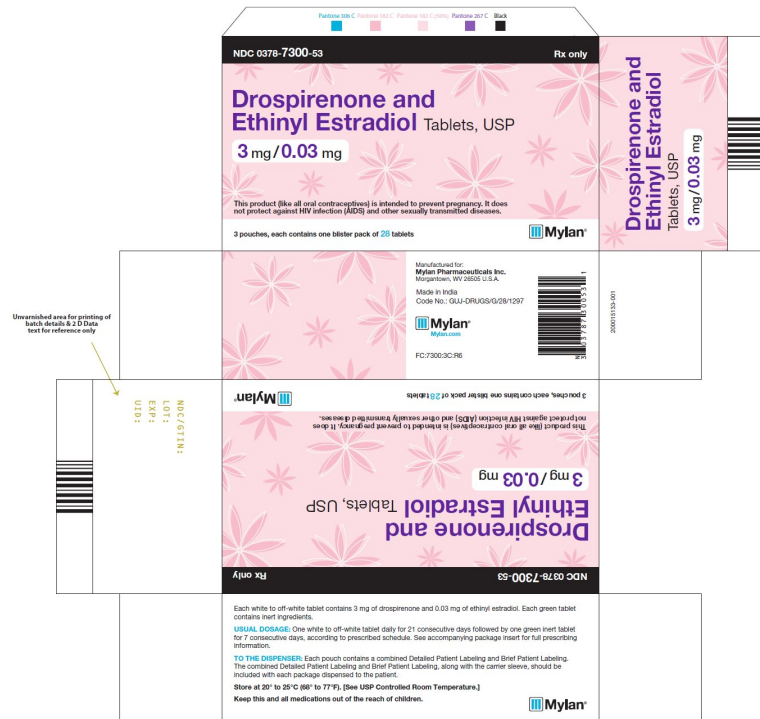 Pantone 306 C Pantone 182 C Pantone 182 C (50%) Pantone 267 C Black
NDC 0378-7300-53 Rx only
Drospirenone and
Ethinyl Estradiol Tablets, USP
3 mg/0.03 mg
This product (like all oral contraceptives) is intended to prevent pregnancy. It does
not protect against HIV infection (AIDS) and other sexually transmitted diseases.
3 pouches, each contains one blister pack of 28 tablets
Mylan®
Drospirenone and
Ethinyl Estradiol
Tablets, USP
3 mg/0.03 mg
Manufactured for:
Mylan Pharmaceuticals Inc.
Morgantown, WV 26505 U.S.A.
Made in India
Code No.: GUJ-DRUGS/G/28/1297
Mylan®
Mylan.com
FC:7300:3C:R6
N 3 0378730053 1
200015133-001
Unvarnished area for printing of
batch details & 2 D Data
text for reference only
NDC/GTIN:
LOT:
EXP:
UID:
NDC 0378-7300-53 Rx only
Drospirenone and
Ethinyl Estradiol Tablets, USP
3 mg/0.03 mg
This product (like all oral contraceptives) is intended to prevent pregnancy. It does
not protect against HIV infection (AIDS) and other sexually transmitted diseases.
3 pouches, each contains one blister pack of 28 tablets
Mylan®
Each white to off-white tablet contains 3 mg of drospirenone and 0.03 mg of ethinyl estradiol. Each green tablet
contains inert ingredients.
USUAL DOSAGE: One white to off-white tablet daily for 21 consecutive days followed by one green inert tablet
for 7 consecutive days, according to prescribed schedule. See accompanying package insert for full prescribing
information.
TO THE DISPENSER: Each pouch contains a combined Detailed Patient Labeling and Brief Patient Labeling.
The combined Detailed Patient Labeling and Brief Patient Labeling, along with the carrier sleeve, should be
included with each package dispensed to the patient.
Store at 20° to 25°C (68° to 77°F). [See USP Controlled Room Temperature.]
Keep this and all medications out of the reach of children.
Mylan®